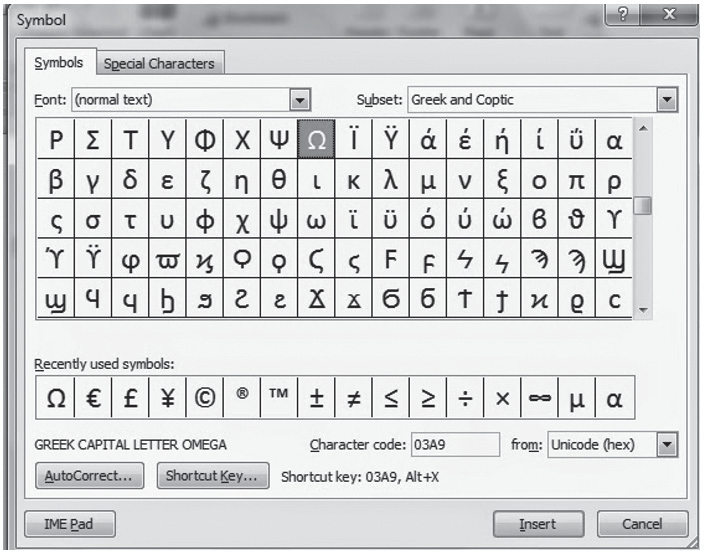 Symbol
Symbols Special Characters
Font: (normal text) Subset: Greek and Coptic
Ρ Σ Τ Υ Φ Χ Ψ Ω Ϊ Ϋ ά έ ή ί ΰ α
β γ δ ε ζ η θ ι κ λ μ ν ξ ο π ρ
ς σ τ υ φ χ ψ ω ϊ ϋ ό ύ ώ ϐ ϑ ϒ
ϓ ϔ ϕ ϖ ϗ Ϙ ϙ Ϛ ϛ Ϝ ϝ Ϟ ϟ Ϡ ϡ Ϣ
ϣ Ϥ ϥ Ϧ ϧ Ϩ ϩ Ϫ ϫ Ϭ ϭ Ϯ ϯ ϰ ϱ ϲ
Recently used symbols:
Ω € £ ¥ © ® ™ ± ≠ ≤ ≥ ÷ × ∞ µ α
GREEK CAPITAL LETTER OMEGA Character code: 03A9 from: Unicode (hex)
AutoCorrect... Shortcut Key... Shortcut key: 03A9, Alt+X
IME Pad Insert Cancel